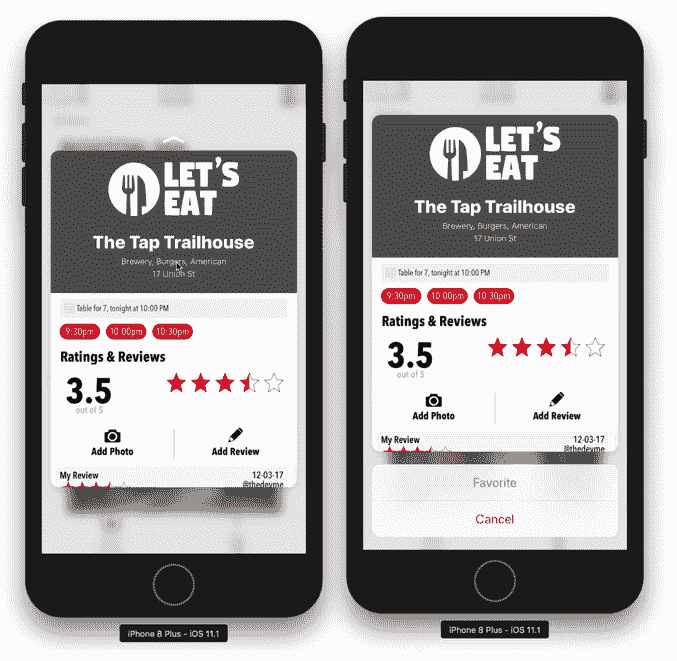 LET'S
EAT
The Tap Trailhouse
Brewery, Burgers, American
17 Union St
Table for 7, tonight at 10:00 PM
9:30pm 10:00pm 10:30pm
Ratings & Reviews
3.5
out of 5
Add Photo Add Review
My Review 12-03-17
@thedevme
iPhone 8 Plus - iOS 11.1
LET'S
EAT
The Tap Trailhouse
Brewery, Burgers, American
17 Union St
Table for 7, tonight at 10:00 PM
9:30pm 10:00pm 10:30pm
Ratings & Reviews
3.5
out of 5
Add Photo Add Review
My Review 12-03-17
@thedevme
Favorite
Cancel
iPhone 8 Plus - iOS 11.1